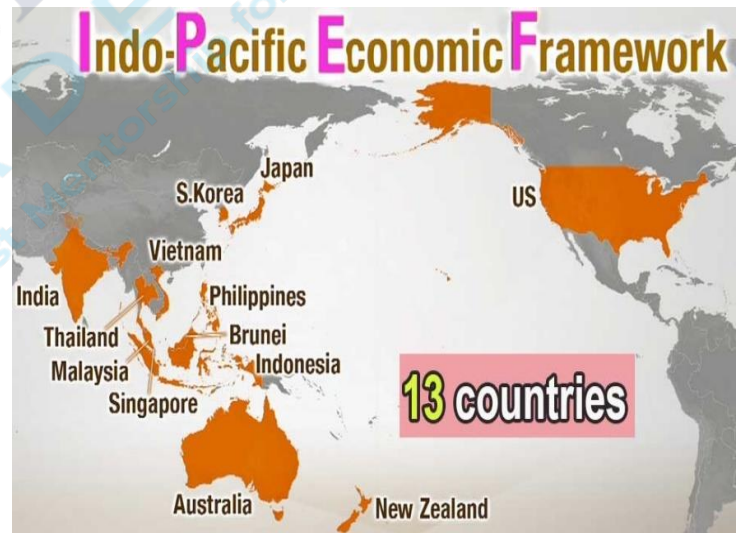 Indo-Pacific Economic Framework
Japan
S.Korea
US
Vietnam
India
Philippines
Thailand
Brunei
Malaysia
Indonesia
Singapore
13 countries
Australia
New Zealand